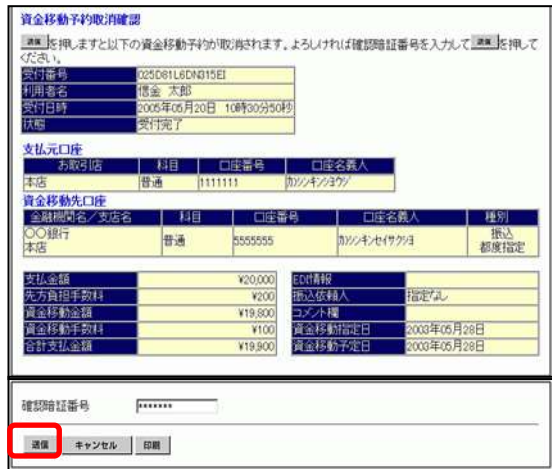 資金移動予約取消確認
送信 を押しますと以下の資金移動予約が取消されます。よろしければ確認暗証番号を入力して 送信 を押して
ください。
受付番号 025D81L6DN315EI
利用者名 信金 太郎
受付日時 2005年05月20日 10時30分50秒
状態 受付完了
支払元口座
お取引店 科目 口座番号 口座名義人
本店 普通 1111111 カ)シンキンシヨウジ
資金移動先口座
金融機関名/支店名 科目 口座番号 口座名義人 種別
〇〇銀行 普通 5555555 カ)シンキンセイサクシヨ 振込
本店 都度指定
支払金額 ¥20,000 EDI情報
先方負担手数料 ¥200 振込依頼人 指定なし
資金移動金額 ¥19,800 コメント欄
資金移動手数料 ¥100 資金移動指定日 2003年05月28日
合計支払金額 ¥19,900 資金移動予定日 2003年05月28日
確認暗証番号 *******
送信 キャンセル 印刷